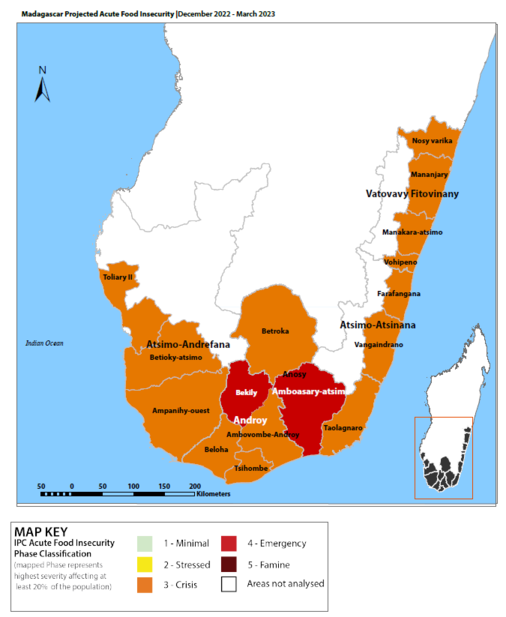 Madagascar Projected Acute Food Insecurity |December 2022 - March 2023
N
Nosy varika
Mananjary
Vatovavy Fitovinany
Manakara-atsimo
Vohipeno
Toliary II
Farafangana
Atsimo-Atsinana
Betroka
Vangaindrano
Atsimo-Andrefana
Indian Ocean
Betioky-atsimo
Anosy
Bekily
Amboasary-atsimo
Ampanihy-ouest
Androy
Taolagnaro
Ambovombe-Androy
Beloha
Tsihombe
50 0 50 100 150 200
Kilometers
MAP KEY
IPC Acute Food Insecurity
Phase Classification
(mapped Phase represents
highest severity affecting at
least 20% of the population)
1 - Minimal
2 - Stressed
3 - Crisis
4 - Emergency
5 - Famine
Areas not analysed